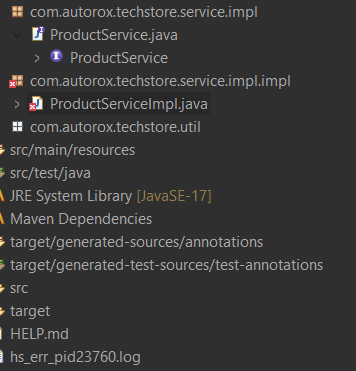 com.autorox.techstore.service.impl
ProductService.java
ProductService
com.autorox.techstore.service.impl.impl
ProductServiceImpl.java
com.autorox.techstore.util
src/main/resources
src/test/java
JRE System Library [JavaSE-17]
Maven Dependencies
target/generated-sources/annotations
target/generated-test-sources/test-annotations
src
target
HELP.md
hs_err_pid23760.log